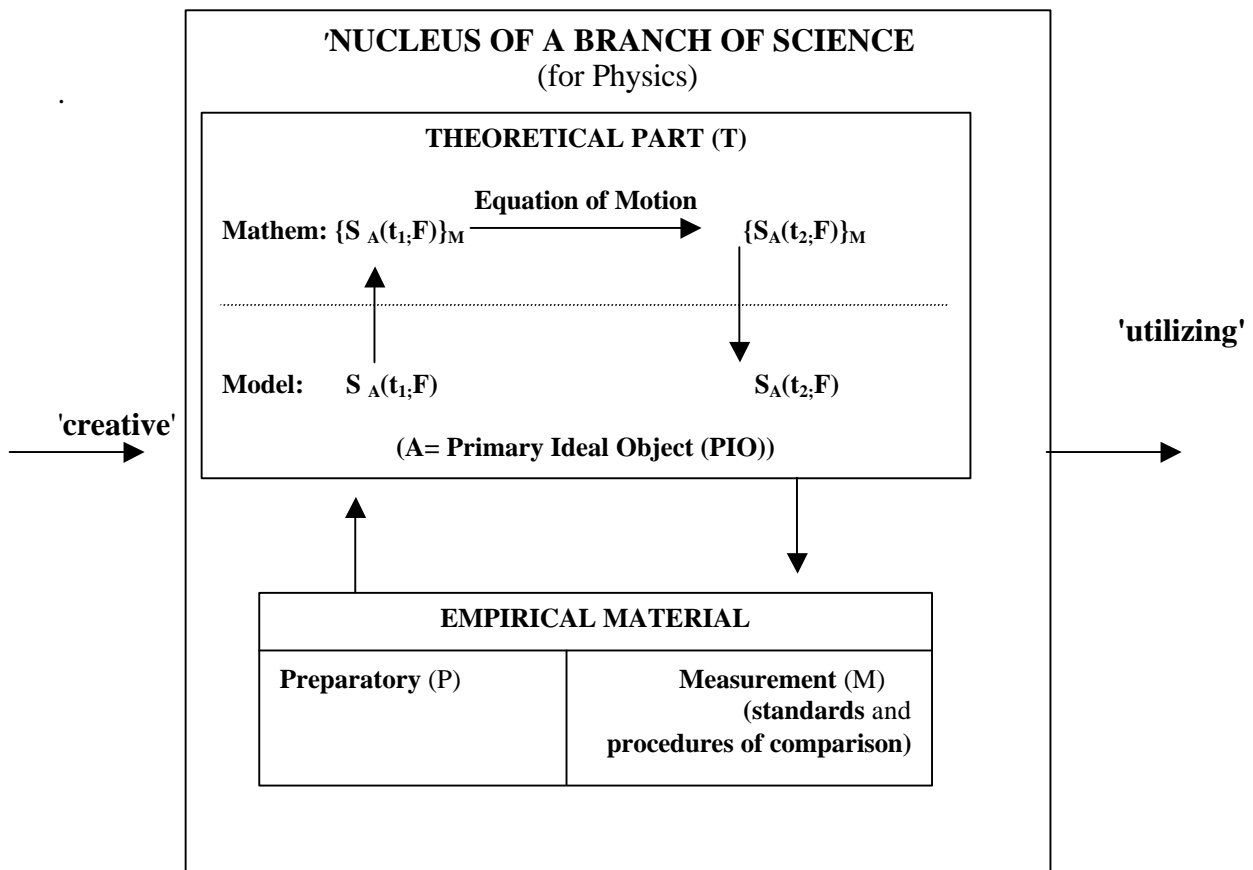 'NUCLEUS OF A BRANCH OF SCIENCE
(for Physics)
.
THEORETICAL PART (T)
Equation of Motion
Mathem: {S A(t1;F)}M {SA(t2;F)}M
'utilizing'
Model: S A(t1;F) SA(t2;F)
'creative'
(A= Primary Ideal Object (PIO))
EMPIRICAL MATERIAL
Preparatory (P)
Measurement (M)
(standards and
procedures of comparison)